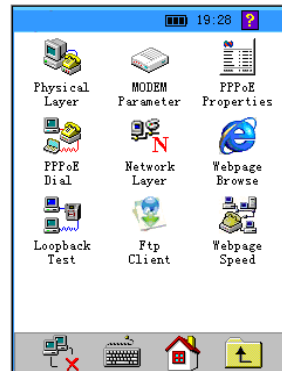 19:28 ?
Physical MODEM PPPoE
Layer Parameter Properties
N
PPPoE Network Webpage
Dial Layer Browse
Loopback Ftp Webpage
Test Client Speed